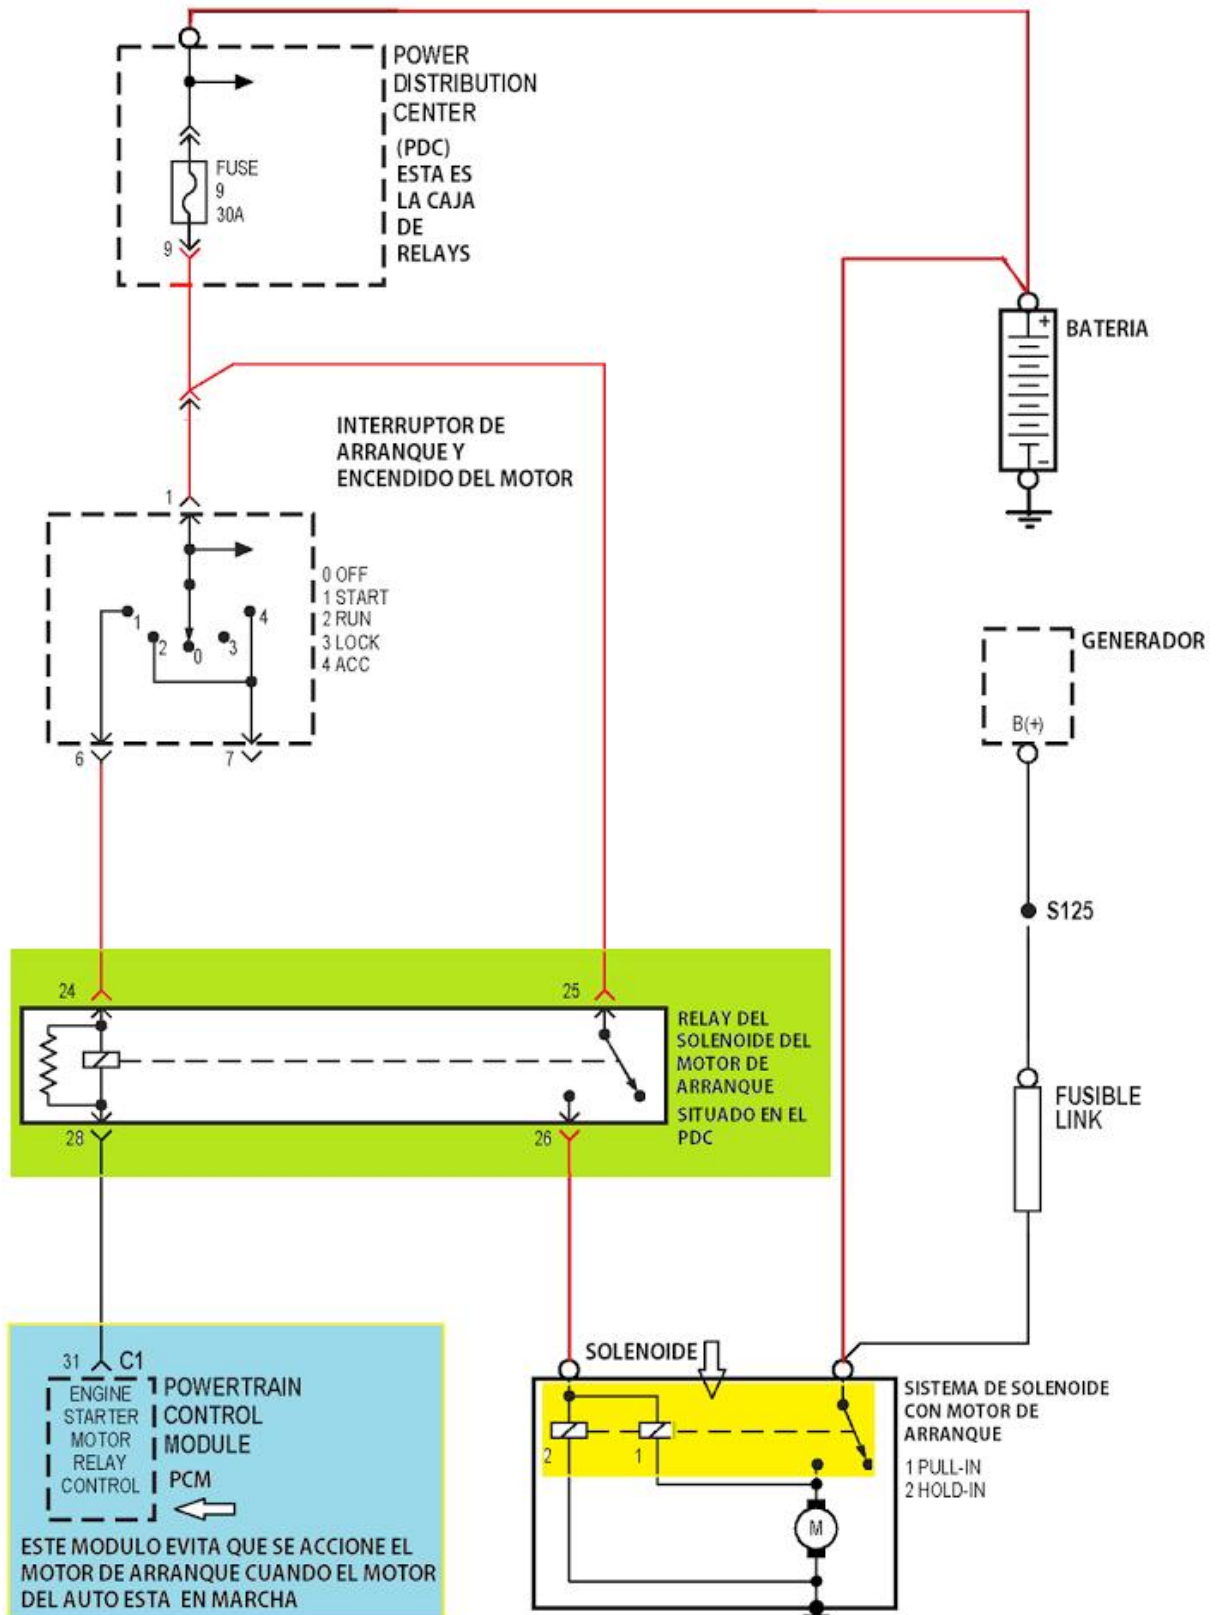 POWER
DISTRIBUTION
CENTER
(PDC)
ESTA ES
LA CAJA
DE
RELAYS
FUSE
9
30A
9
+
BATERIA
-
INTERRUPTOR DE
ARRANQUE Y
ENCENDIDO DEL MOTOR
1
0 OFF
1 START
2 RUN
3 LOCK
4 ACC
1
2
0
3
4
6
7
GENERADOR
B(+)
S125
24
25
RELAY DEL
SOLENOIDE DEL
MOTOR DE
ARRANQUE
SITUADO EN EL
PDC
28
26
FUSIBLE
LINK
SOLENOIDE
31
C1
ENGINE
STARTER
MOTOR
RELAY
CONTROL
POWERTRAIN
CONTROL
MODULE
PCM
ESTE MODULO EVITA QUE SE ACCIONE EL
MOTOR DE ARRANQUE CUANDO EL MOTOR
DEL AUTO ESTA EN MARCHA
2
1
M
SISTEMA DE SOLENOIDE
CON MOTOR DE
ARRANQUE
1 PULL-IN
2 HOLD-IN